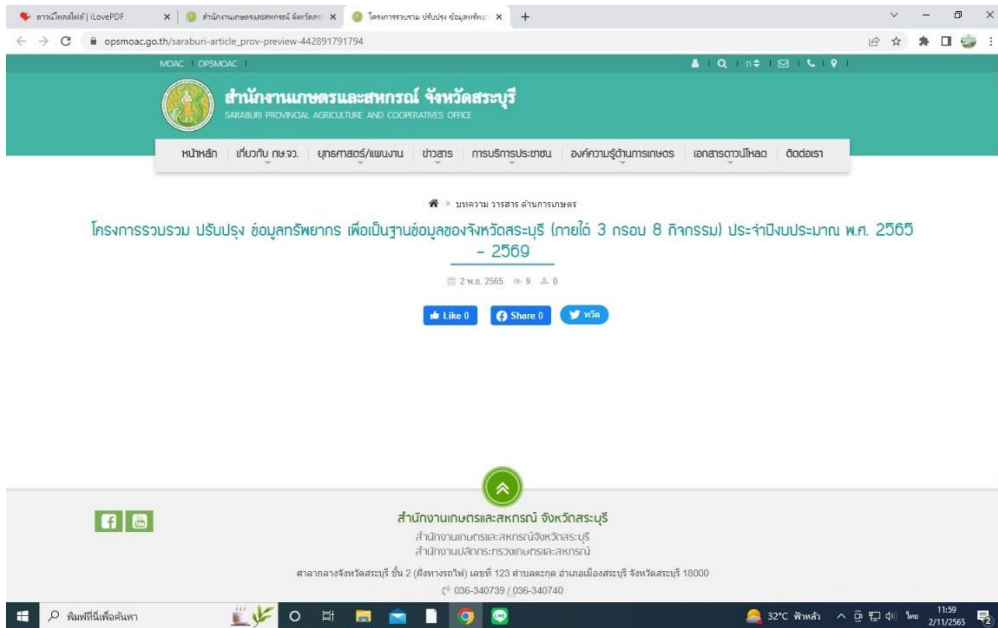 ดาวน์โหลดไฟล์ | iLovePDF
สำนักงานเกษตรและสหกรณ์ จังหวัดสระ
โครงการรวบรวม ปรับปรุง ข้อมูลทรัพย
opsmoac.go.th/saraburi-article_prov-preview-442891791794
MOAC | OPSMOAC |
สำนักงานเกษตรและสหกรณ์ จังหวัดสระบุรี
SARABURI PROVINCIAL AGRICULTURE AND COOPERATIVES OFFICE
หน้าหลัก เกี่ยวกับ กษ.จว. ยุทธศาสตร์/แผนงาน ข่าวสาร การบริการประชาชน องค์ความรู้ด้านการเกษตร เอกสารดาวน์โหลด ติดต่อเรา
» บทความ วารสาร ด้านการเกษตร
โครงการรวบรวม ปรับปรุง ข้อมูลทรัพยากร เพื่อเป็นฐานข้อมูลของจังหวัดสระบุรี (ภายใต้ 3 กรอบ 8 กิจกรรม) ประจำปีงบประมาณ พ.ศ. 2565
- 2569
2 พ.ย. 2565 9 0
Like 0 Share 0 ทวีต
สำนักงานเกษตรและสหกรณ์ จังหวัดสระบุรี
สำนักงานเกษตรและสหกรณ์จังหวัดสระบุรี
สำนักงานปลัดกระทรวงเกษตรและสหกรณ์
ศาลากลางจังหวัดสระบุรี ชั้น 2 (ฝั่งทางรถไฟ) เลขที่ 123 ตำบลตะกุด อำเภอเมืองสระบุรี จังหวัดสระบุรี 18000
036-340739 / 036-340740
พิมพ์ที่นี่เพื่อค้นหา
32°C ฟ้าหลัว
ไทย
11:59
2/11/2565